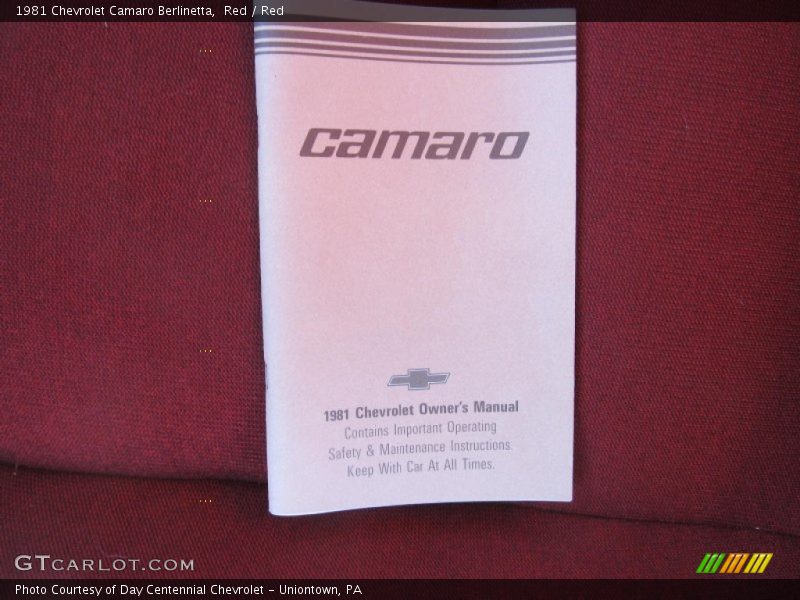 1981 Chevrolet Camaro Berlinetta, Red / Red
camaro
1981 Chevrolet Owner's Manual
Contains Important Operating
Safety & Maintenance Instructions.
Keep With Car At All Times.
GTCARLOT.COM
Photo Courtesy of Day Centennial Chevrolet - Uniontown, PA